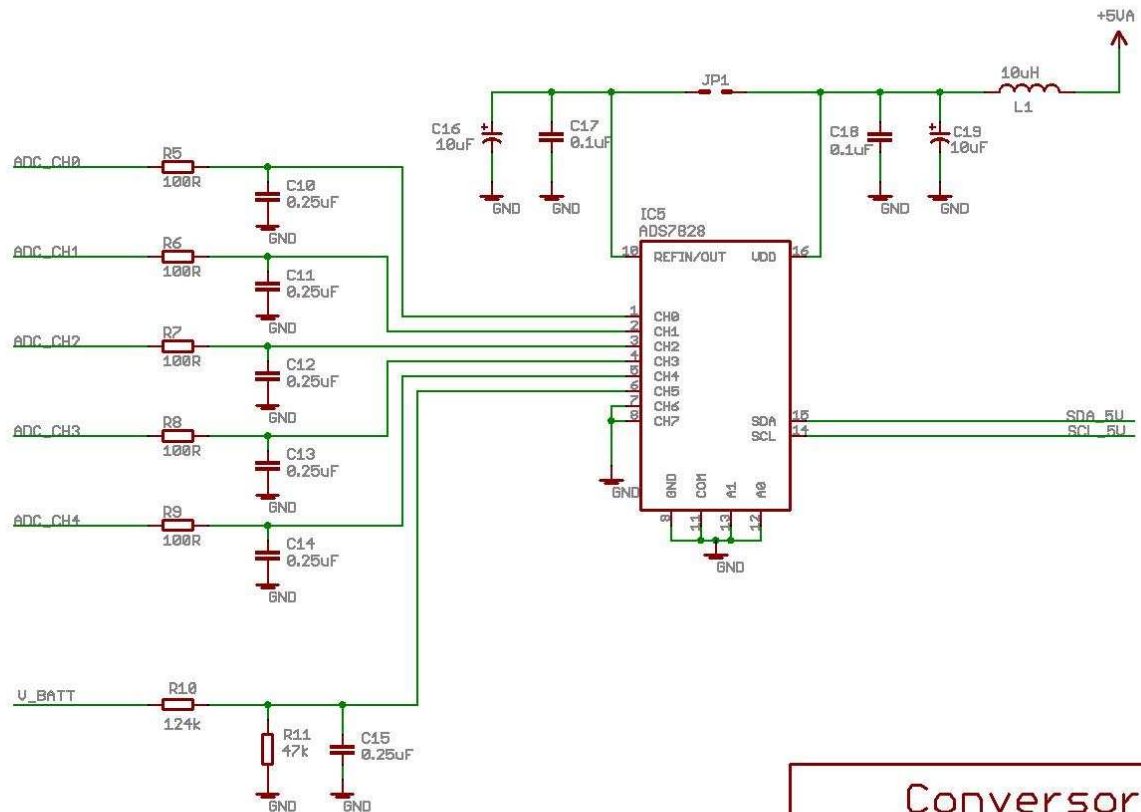 +5VA
10uH
L1
JP1
C16
10uF
C17
0.1uF
C18
0.1uF
C19
10uF
GND
GND
GND
GND
ADC_CH0
R5
100R
C10
0.25uF
GND
ADC_CH1
R6
100R
C11
0.25uF
GND
ADC_CH2
R7
100R
C12
0.25uF
GND
ADC_CH3
R8
100R
C13
0.25uF
GND
ADC_CH4
R9
100R
C14
0.25uF
GND
V_BATT
R10
124k
R11
47k
C15
0.25uF
GND
GND
IC5
ADS7828
10
REFIN/OUT
VDD
16
1
CH0
2
CH1
3
CH2
4
CH3
5
CH4
6
CH5
7
CH6
8
CH7
SDA
15
SDA_5V
SCL
14
SCL_5V
GND
GND
COM
A1
A0
9
11
13
12
GND
Conversor